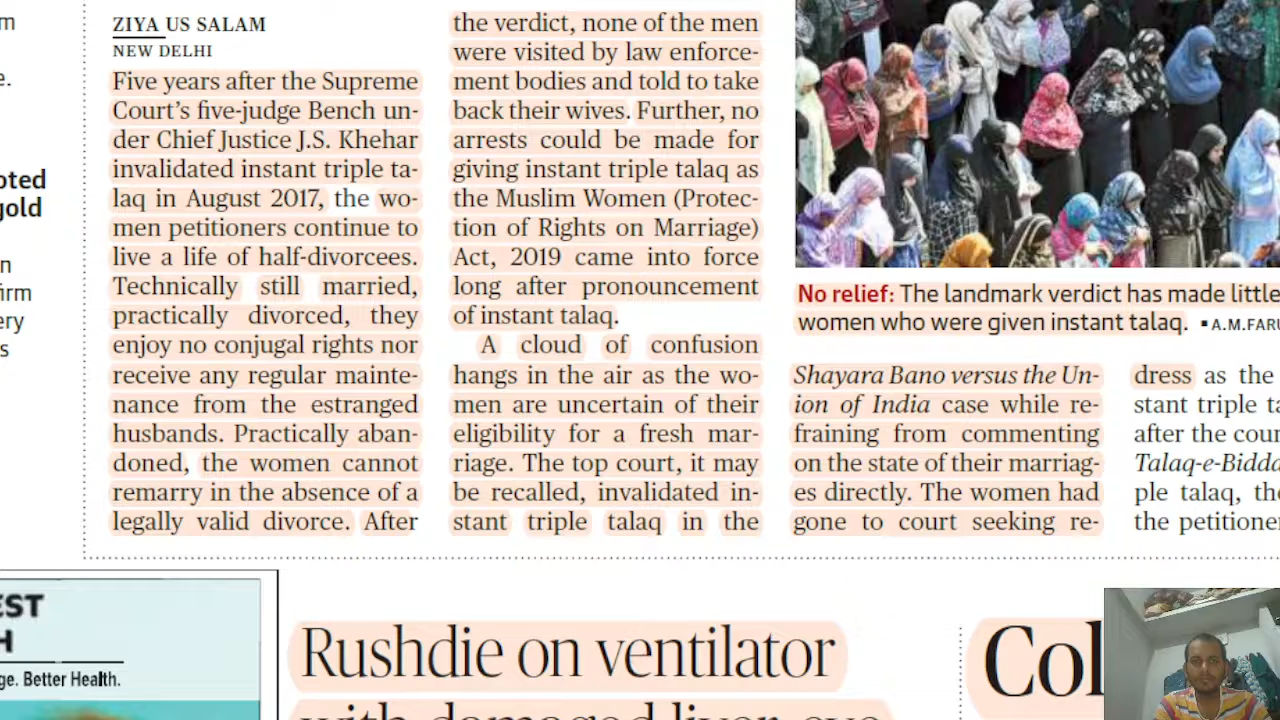 ZIYA US SALAM
NEW DELHI
Five years after the Supreme
Court's five-judge Bench un-
der Chief Justice J.S. Khehar
invalidated instant triple ta-
laq in August 2017, the wo-
men petitioners continue to
live a life of half-divorcees.
Technically still married,
practically divorced, they
enjoy no conjugal rights nor
receive any regular mainte-
nance from the estranged
husbands. Practically aban-
doned, the women cannot
remarry in the absence of a
legally valid divorce. After
the verdict, none of the men
were visited by law enforce-
ment bodies and told to take
back their wives. Further, no
arrests could be made for
giving instant triple talaq as
the Muslim Women (Protec-
tion of Rights on Marriage)
Act, 2019 came into force
long after pronouncement
of instant talaq.
A cloud of confusion
hangs in the air as the wo-
men are uncertain of their
eligibility for a fresh mar-
riage. The top court, it may
be recalled, invalidated in-
stant triple talaq in the
No relief: The landmark verdict has made little
women who were given instant talaq. ▪A.M.FARU
Shayara Bano versus the Un-
ion of India case while re-
fraining from commenting
on the state of their marriag-
es directly. The women had
gone to court seeking re-
dress as the
stant triple ta
after the cour
Talaq-e-Bidda
ple talaq, the
the petitioner
Rushdie on ventilator
with damaged liver, eye
Col
oted
gold
n
irm
ery
s
m
e.
EST
H
ge. Better Health.